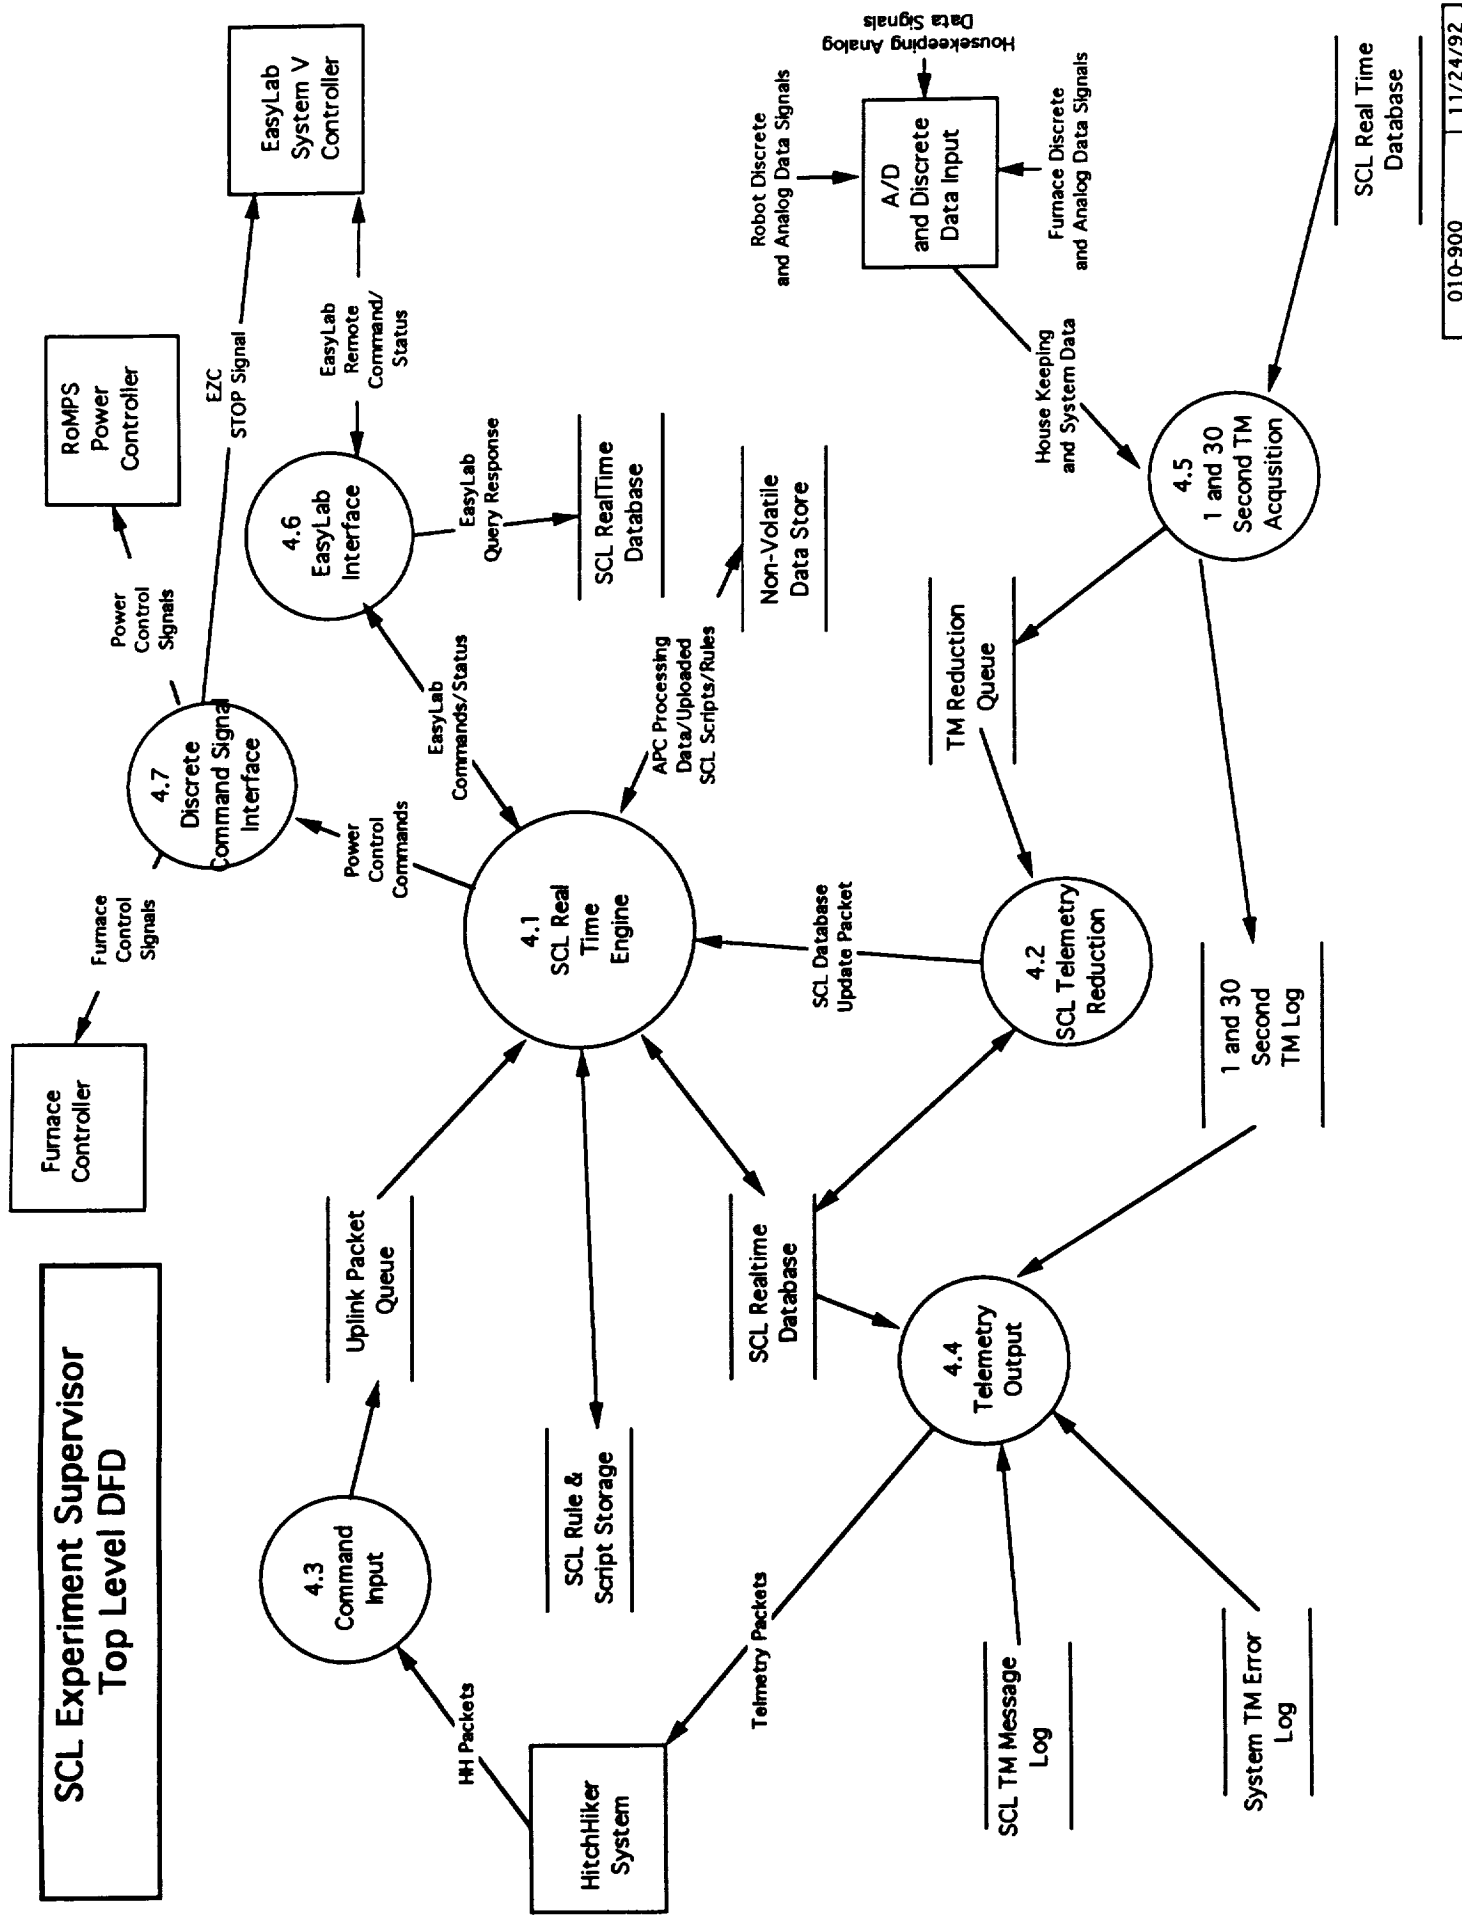 SCL Experiment Supervisor
Top Level DFD
Furnace
Controller
Furnace
Control
Signals
4.7
Discrete
Command Signal
Interface
Power
Control
Signals
RoMPS
Power
Controller
EZC
STOP Signal
EasyLab
System V
Controller
EasyLab
Remote
Command/
Status
4.6
EasyLab
Interface
EasyLab
Query Response
SCL RealTime
Database
EasyLab
Commands/Status
Power
Control
Commands
4.3
Command
Input
Uplink Packet
Queue
HH Packets
HitchHiker
System
SCL Rule &
Script Storage
4.1
SCL Real
Time
Engine
APC Processing
Data/Uploaded
SCL Scripts/Rules
Non-Volatile
Data Store
Robot Discrete
and Analog Data Signals
Housekeeping Analog
Data Signals
A/D
and Discrete
Data Input
Furnace Discrete
and Analog Data Signals
Telmetry Packets
SCL Realtime
Database
SCL Database
Update Packet
TM Reduction
Queue
House Keeping
and System Data
4.4
Telemetry
Output
4.2
SCL Telemetry
Reduction
4.5
1 and 30
Second TM
Acqusition
SCL TM Message
Log
1 and 30
Second
TM Log
System TM Error
Log
SCL Real Time
Database
010-900
11/24/92